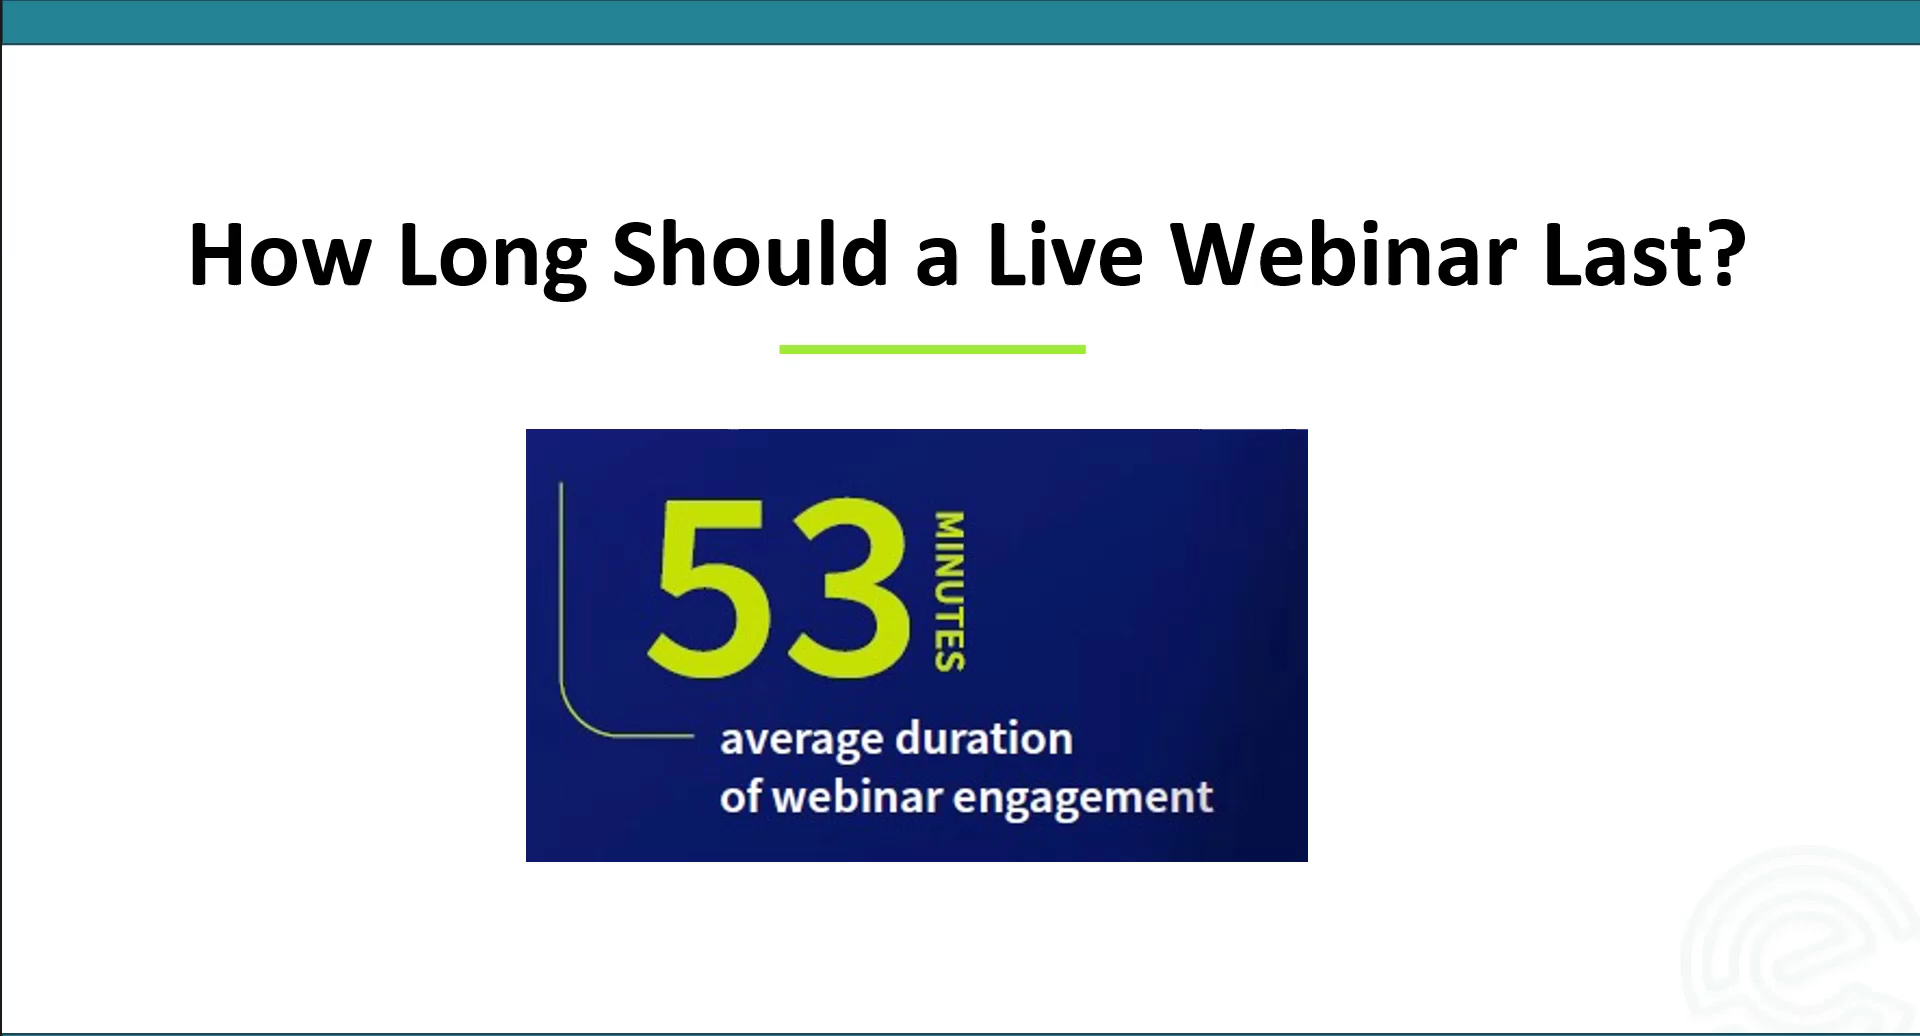 How Long Should a Live Webinar Last?
53 MINUTES
average duration
of webinar engagement